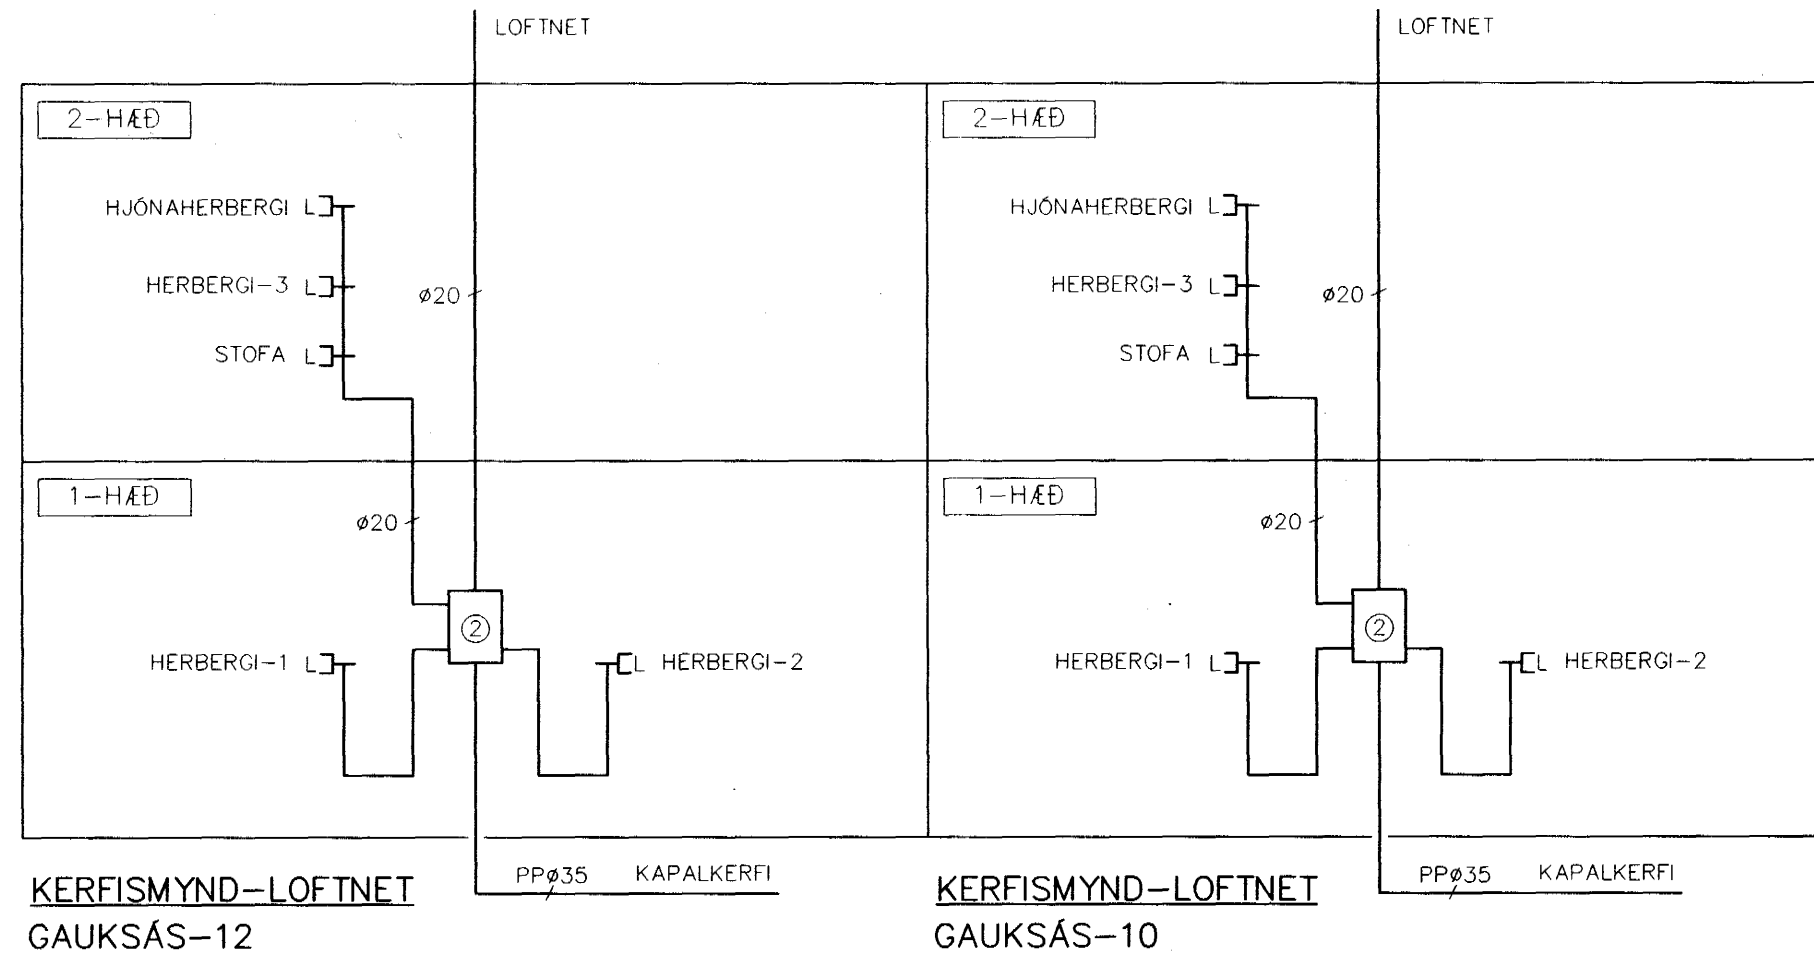 LOFTNET
2-HÆÐ
HJÓNAHERBERGI L
HERBERGI-3 L
ø20
STOFA L
1-HÆÐ
ø20
2
HERBERGI-1 L
L HERBERGI-2
PPø35 KAPALKERFI
KERFISMYND-LOFTNET
GAUKSÁS-12
LOFTNET
2-HÆÐ
HJÓNAHERBERGI L
HERBERGI-3 L
ø20
STOFA L
1-HÆÐ
ø20
2
HERBERGI-1 L
L HERBERGI-2
PPø35 KAPALKERFI
KERFISMYND-LOFTNET
GAUKSÁS-10